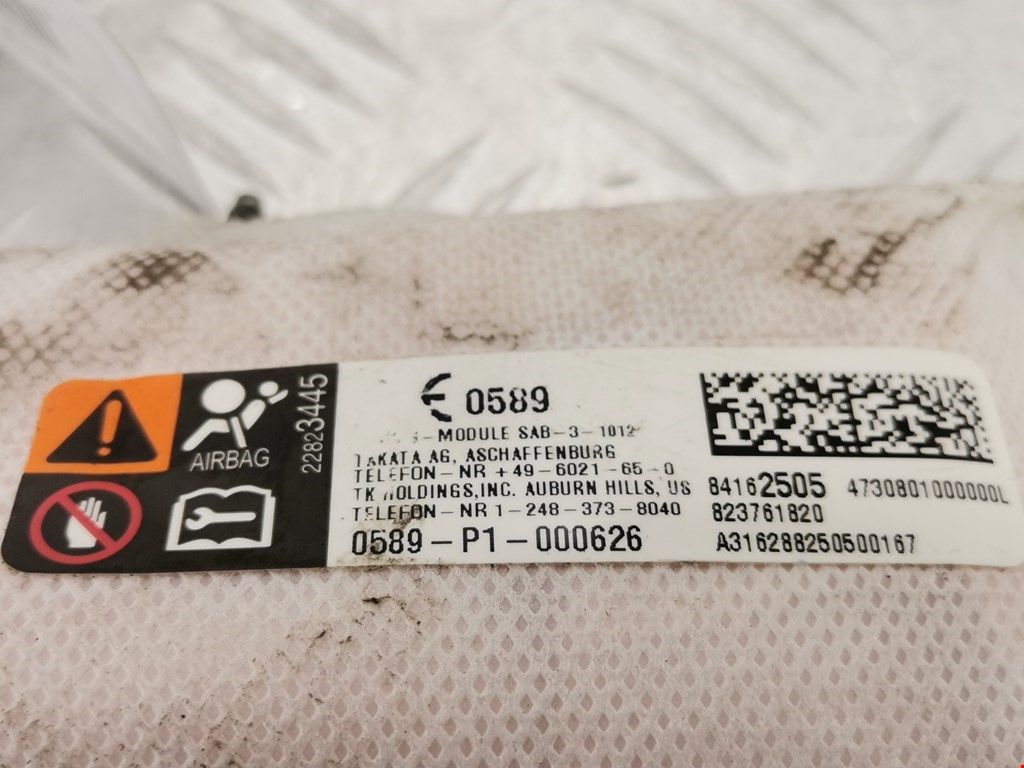 AIRBAG
22823445
0589
-MODULE SAB-3-1012
TAKATA AG, ASCHAFFENBURG
TELEFON-NR +49-6021-65-0
TK HOLDINGS,INC. AUBURN HILLS, US
TELEFON-NR 1-248-373-8040
0589-P1-000626
84162505 4730801000000L
823761820
A316288250500167